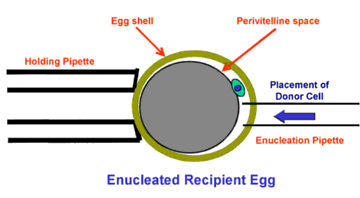 Egg shell
Perivitelline space
Holding Pipette
Placement of
Donor Cell
Enucleation Pipette
Enucleated Recipient Egg